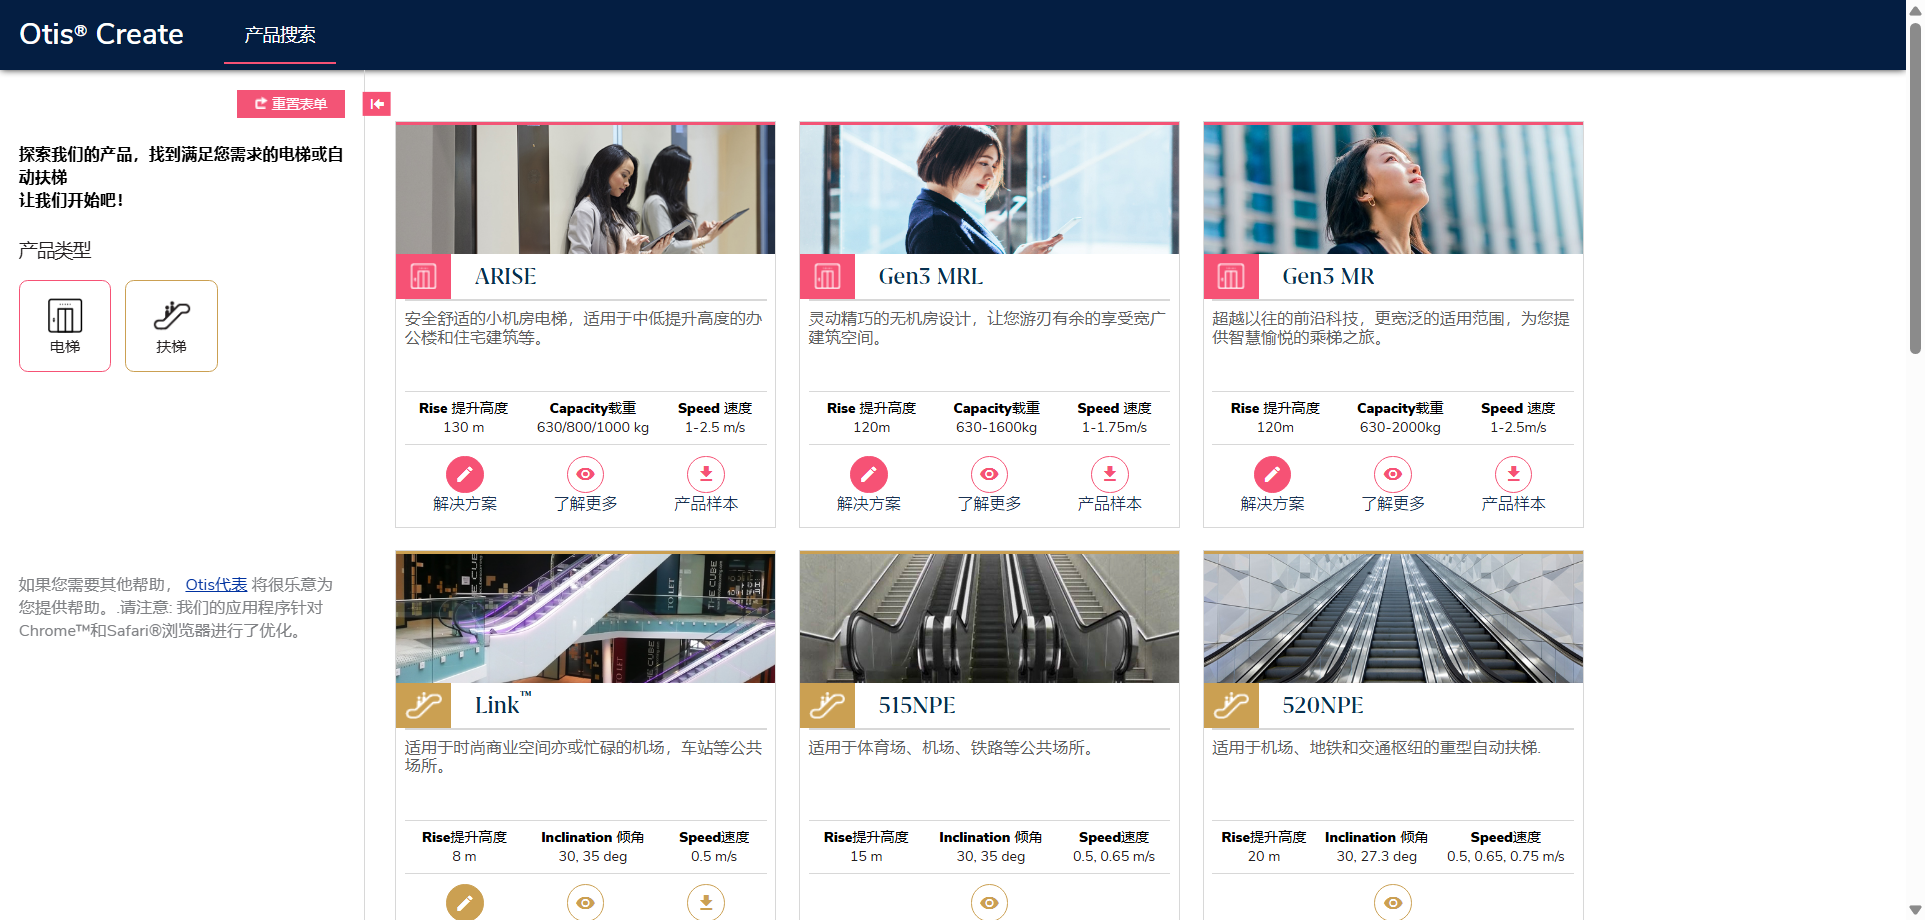 Otis® Create
产品搜索
重置表单
探索我们的产品，找到满足您需求的电梯或自
动扶梯
让我们开始吧！
产品类型
电梯
扶梯
如果您需要其他帮助， Otis代表 将很乐意为
您提供帮助。.请注意: 我们的应用程序针对
Chrome™和Safari®浏览器进行了优化。
ARISE
安全舒适的小机房电梯，适用于中低提升高度的办
公楼和住宅建筑等。
Rise 提升高度 Capacity载重 Speed 速度
130 m 630/800/1000 kg 1-2.5 m/s
解决方案 了解更多 产品样本
Gen3 MRL
灵动精巧的无机房设计，让您游刃有余的享受宽广
建筑空间。
Rise 提升高度 Capacity载重 Speed 速度
120m 630-1600kg 1-1.75m/s
解决方案 了解更多 产品样本
Gen3 MR
超越以往的前沿科技，更宽泛的适用范围，为您提
供智慧愉悦的乘梯之旅。
Rise 提升高度 Capacity载重 Speed 速度
120m 630-2000kg 1-2.5m/s
解决方案 了解更多 产品样本
THE CUBE
TOILET
THE CUBE
TOILET
Link™
适用于时尚商业空间亦或忙碌的机场，车站等公共
场所。
Rise提升高度 Inclination 倾角 Speed速度
8 m 30, 35 deg 0.5 m/s
515NPE
适用于体育场、机场、铁路等公共场所。
Rise提升高度 Inclination 倾角 Speed速度
15 m 30, 35 deg 0.5, 0.65 m/s
520NPE
适用于机场、地铁和交通枢纽的重型自动扶梯.
Rise提升高度 Inclination 倾角 Speed速度
20 m 30, 27.3 deg 0.5, 0.65, 0.75 m/s